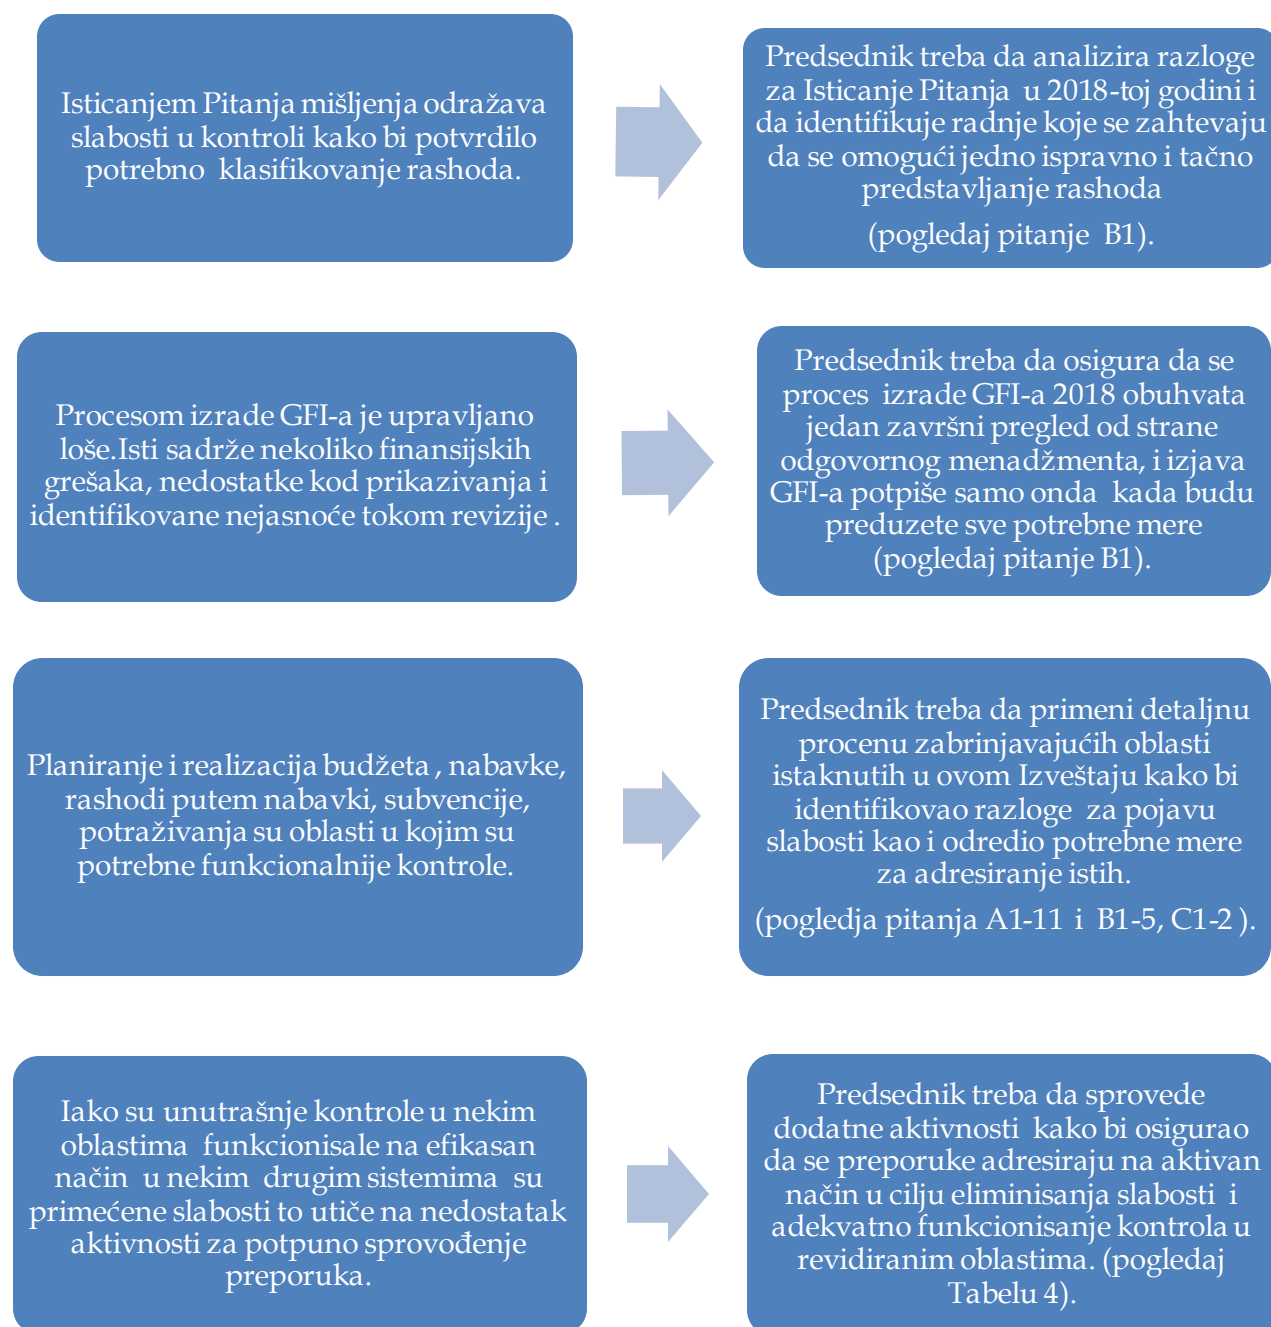 Isticanjem Pitanja mišljenja odražava
slabosti u kontroli kako bi potvrdilo
potrebno klasifikovanje rashoda.
Predsednik treba da analizira razloge
za Isticanje Pitanja u 2018-toj godini i
da identifikuje radnje koje se zahtevaju
da se omogući jedno ispravno i tačno
predstavljanje rashoda
(pogledaj pitanje B1).
Procesom izrade GFI-a je upravljano
loše.Isti sadrže nekoliko finansijskih
grešaka, nedostatke kod prikazivanja i
identifikovane nejasnoće tokom revizije .
Predsednik treba da osigura da se
proces izrade GFI-a 2018 obuhvata
jedan završni pregled od strane
odgovornog menadžmenta, i izjava
GFI-a potpiše samo onda kada budu
preduzete sve potrebne mere
(pogledaj pitanje B1).
Planiranje i realizacija budžeta , nabavke,
rashodi putem nabavki, subvencije,
potraživanja su oblasti u kojim su
potrebne funkcionalnije kontrole.
Predsednik treba da primeni detaljnu
procenu zabrinjavajućih oblasti
istaknutih u ovom Izveštaju kako bi
identifikovao razloge za pojavu
slabosti kao i odredio potrebne mere
za adresiranje istih.
(pogledja pitanja A1-11 i B1-5, C1-2 ).
Iako su unutrašnje kontrole u nekim
oblastima funkcionisale na efikasan
način u nekim drugim sistemima su
primećene slabosti to utiče na nedostatak
aktivnosti za potpuno sprovođenje
preporuka.
Predsednik treba da sprovede
dodatne aktivnosti kako bi osigurao
da se preporuke adresiraju na aktivan
način u cilju eliminisanja slabosti i
adekvatno funkcionisanje kontrola u
revidiranim oblastima. (pogledaj
Tabelu 4).